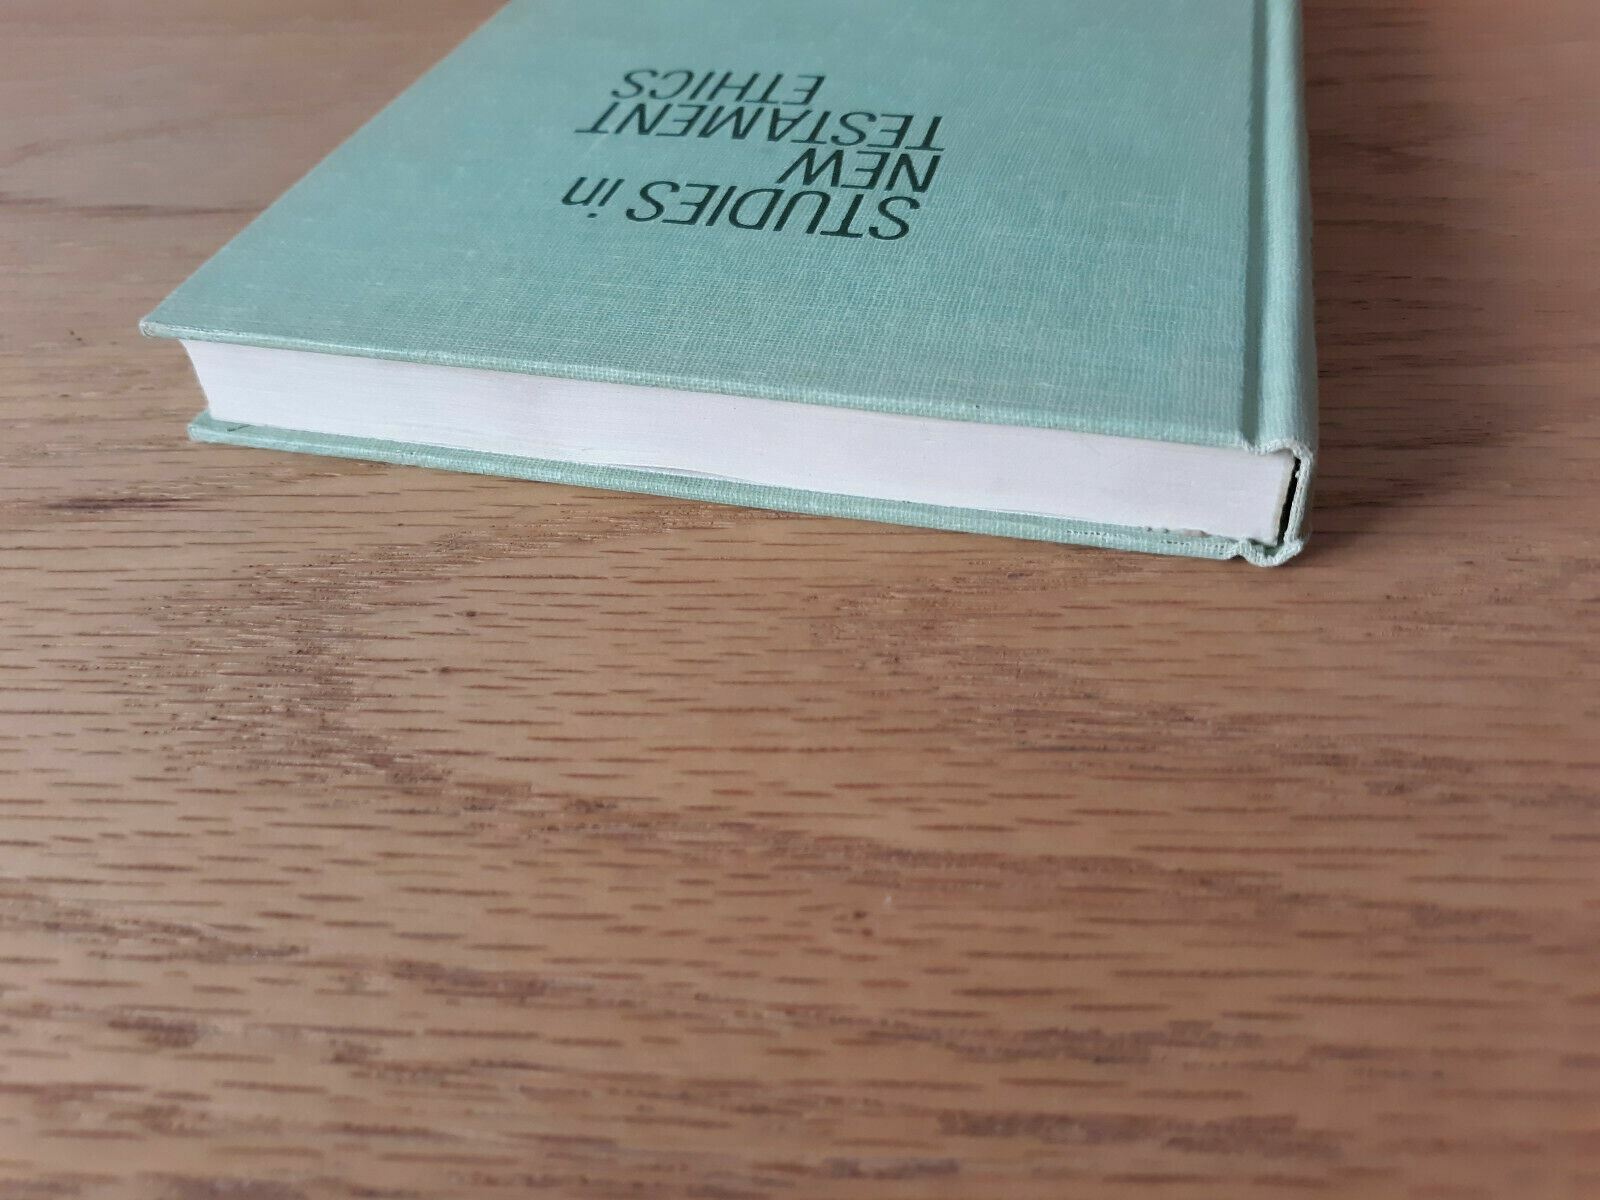 STUDIES in
NEW
TESTAMENT
ETHICS